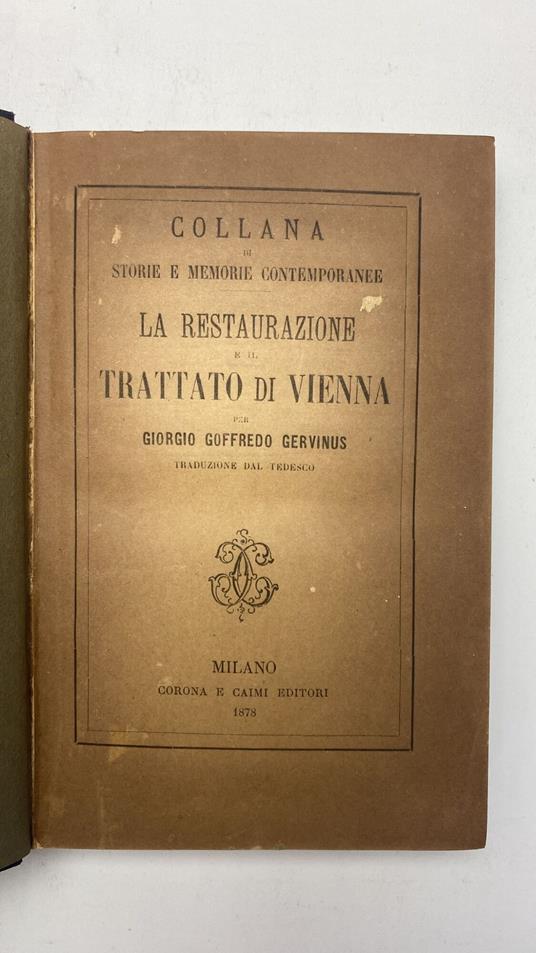 COLLANA
DI
STORIE E MEMORIE CONTEMPORANEE
LA RESTAURAZIONE
E IL
TRATTATO DI VIENNA
PER
GIORGIO GOFFREDO GERVINUS
TRADUZIONE DAL TEDESCO
MILANO
CORONA E CAIMI EDITORI
1878